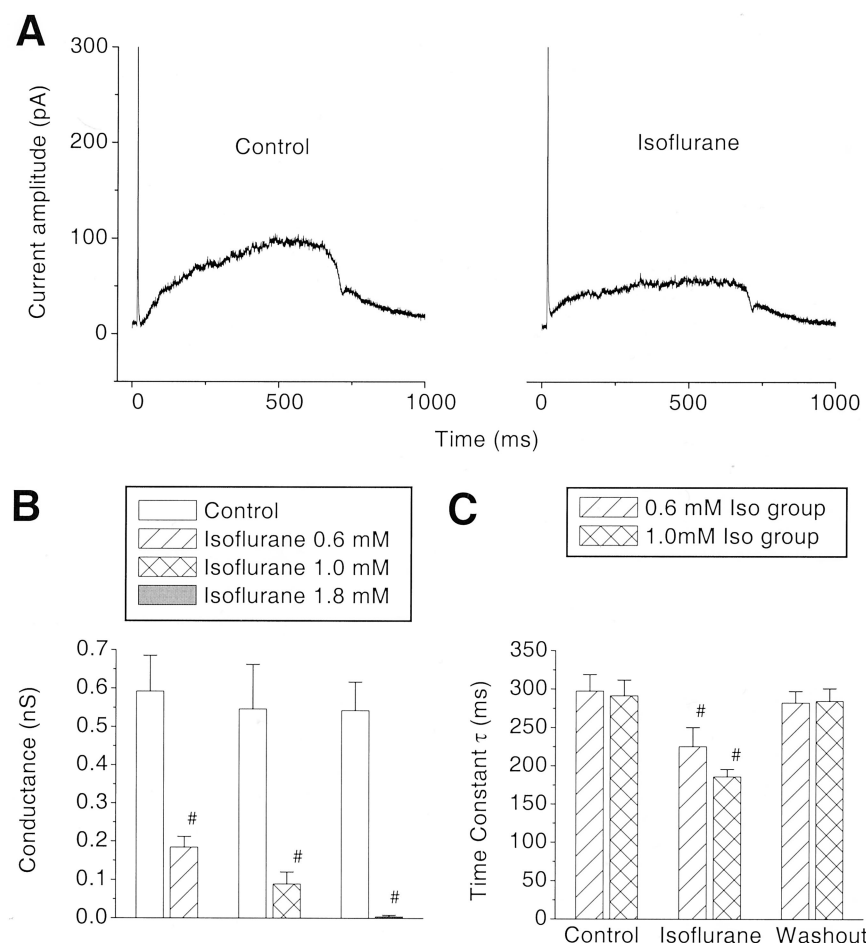 A
300
200
100
0
Current amplitude (pA)
Control
Isoflurane
0 500 1000
0 500 1000
Time (ms)
B
Control
Isoflurane 0.6 mM
Isoflurane 1.0 mM
Isoflurane 1.8 mM
0.7
0.6
0.5
0.4
0.3
0.2
0.1
0.0
Conductance (nS)
#
#
#
C
0.6 mM Iso group
1.0mM Iso group
350
300
250
200
150
100
50
0
Time Constant τ (ms)
#
#
Control Isoflurane Washout